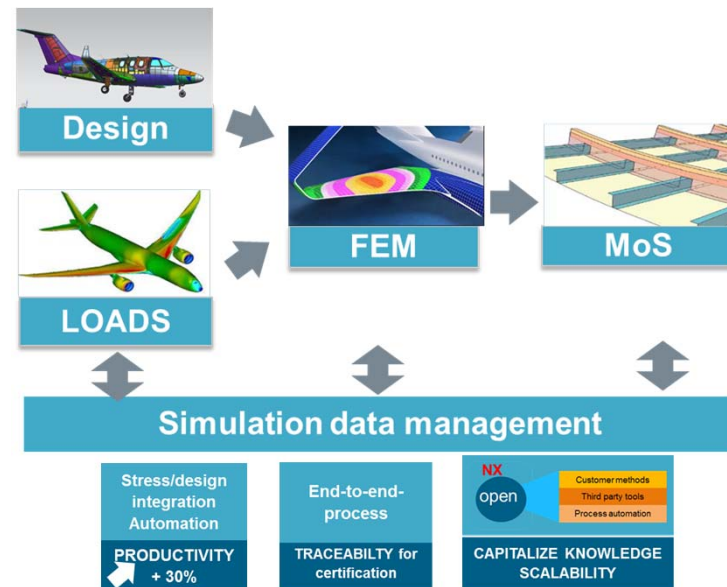 Design
LOADS
FEM
MoS
Simulation data management
Stress/design
integration
Automation
PRODUCTIVITY
+ 30%
End-to-end-
process
TRACEABILTY for
certification
NX
open
Customer methods
Third party tools
Process automation
CAPITALIZE KNOWLEDGE
SCALABILITY